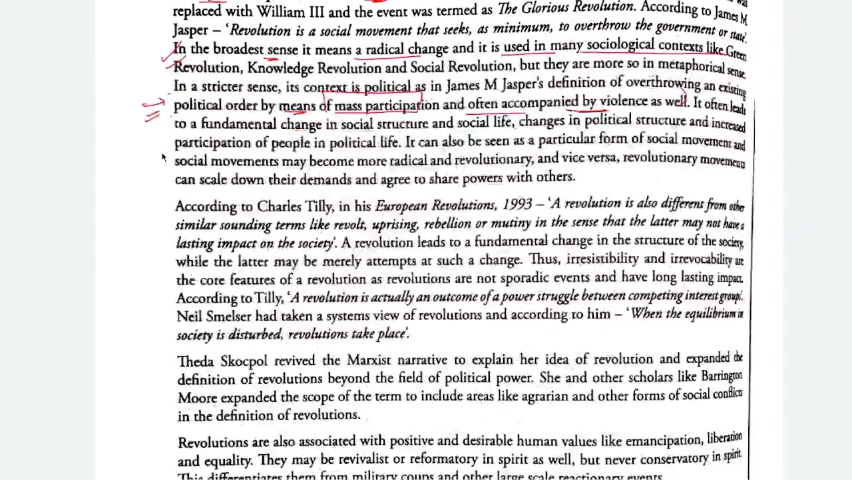 replaced with William III and the event was termed as The Glorious Revolution. According to James M
Jasper – 'Revolution is a social movement that seeks, as minimum, to overthrow the government or state.'
In the broadest sense it means a radical change and it is used in many sociological contexts like Green
Revolution, Knowledge Revolution and Social Revolution, but they are more so in metaphorical sense.
In a stricter sense, its context is political as in James M Jasper's definition of overthrowing an existing
political order by means of mass participation and often accompanied by violence as well. It often leads
to a fundamental change in social structure and social life, changes in political structure and increased
participation of people in political life. It can also be seen as a particular form of social movement and
social movements may become more radical and revolutionary, and vice versa, revolutionary movements
can scale down their demands and agree to share powers with others.
According to Charles Tilly, in his European Revolutions, 1993 – 'A revolution is also different from other
similar sounding terms like revolt, uprising, rebellion or mutiny in the sense that the latter may not have a
lasting impact on the society'. A revolution leads to a fundamental change in the structure of the society,
while the latter may be merely attempts at such a change. Thus, irresistibility and irrevocability are
the core features of a revolution as revolutions are not sporadic events and have long lasting impact.
According to Tilly, 'A revolution is actually an outcome of a power struggle between competing interest groups'.
Neil Smelser had taken a systems view of revolutions and according to him – 'When the equilibrium in
society is disturbed, revolutions take place'.
Theda Skocpol revived the Marxist narrative to explain her idea of revolution and expanded the
definition of revolutions beyond the field of political power. She and other scholars like Barrington
Moore expanded the scope of the term to include areas like agrarian and other forms of social conflicts
in the definition of revolutions.
Revolutions are also associated with positive and desirable human values like emancipation, liberation
and equality. They may be revivalist or reformatory in spirit as well, but never conservative in spirit.
This differentiates them from military coups and other large scale reactionary events.